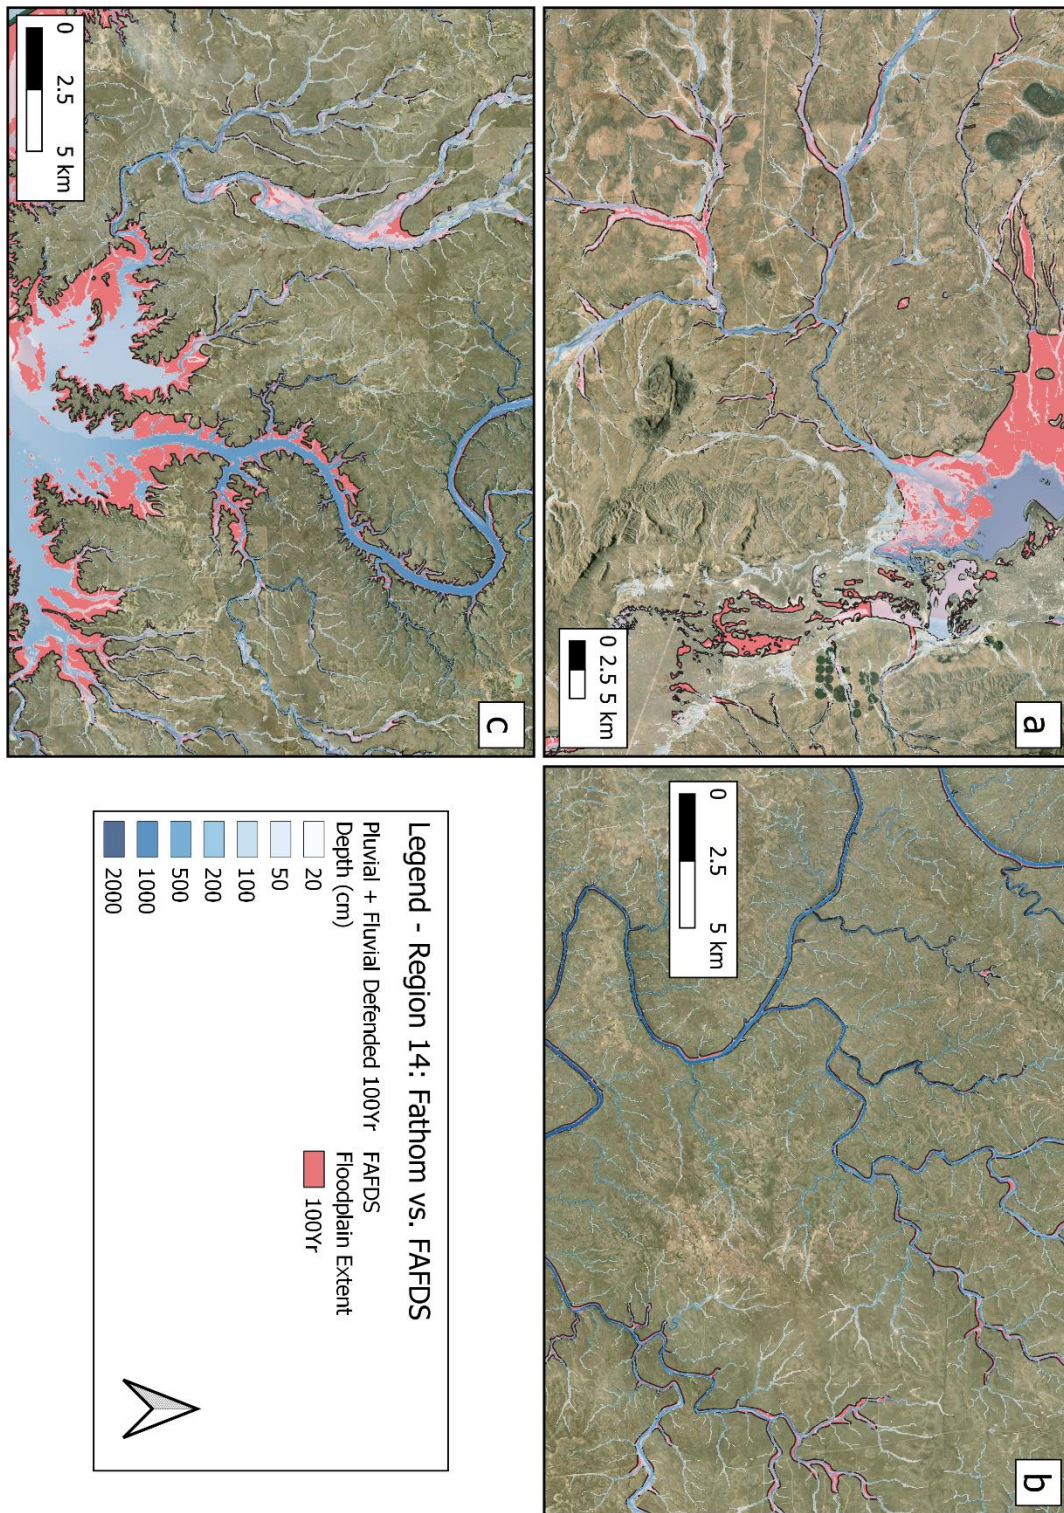 a
0 2.5 5 km
b
0 2.5 5 km
c
0 2.5 5 km
Legend - Region 14: Fathom vs. FAFDS
Pluvial + Fluvial Defended 100Yr
Depth (cm)
20
50
100
200
500
1000
2000
FAFDS
Floodplain Extent
100Yr